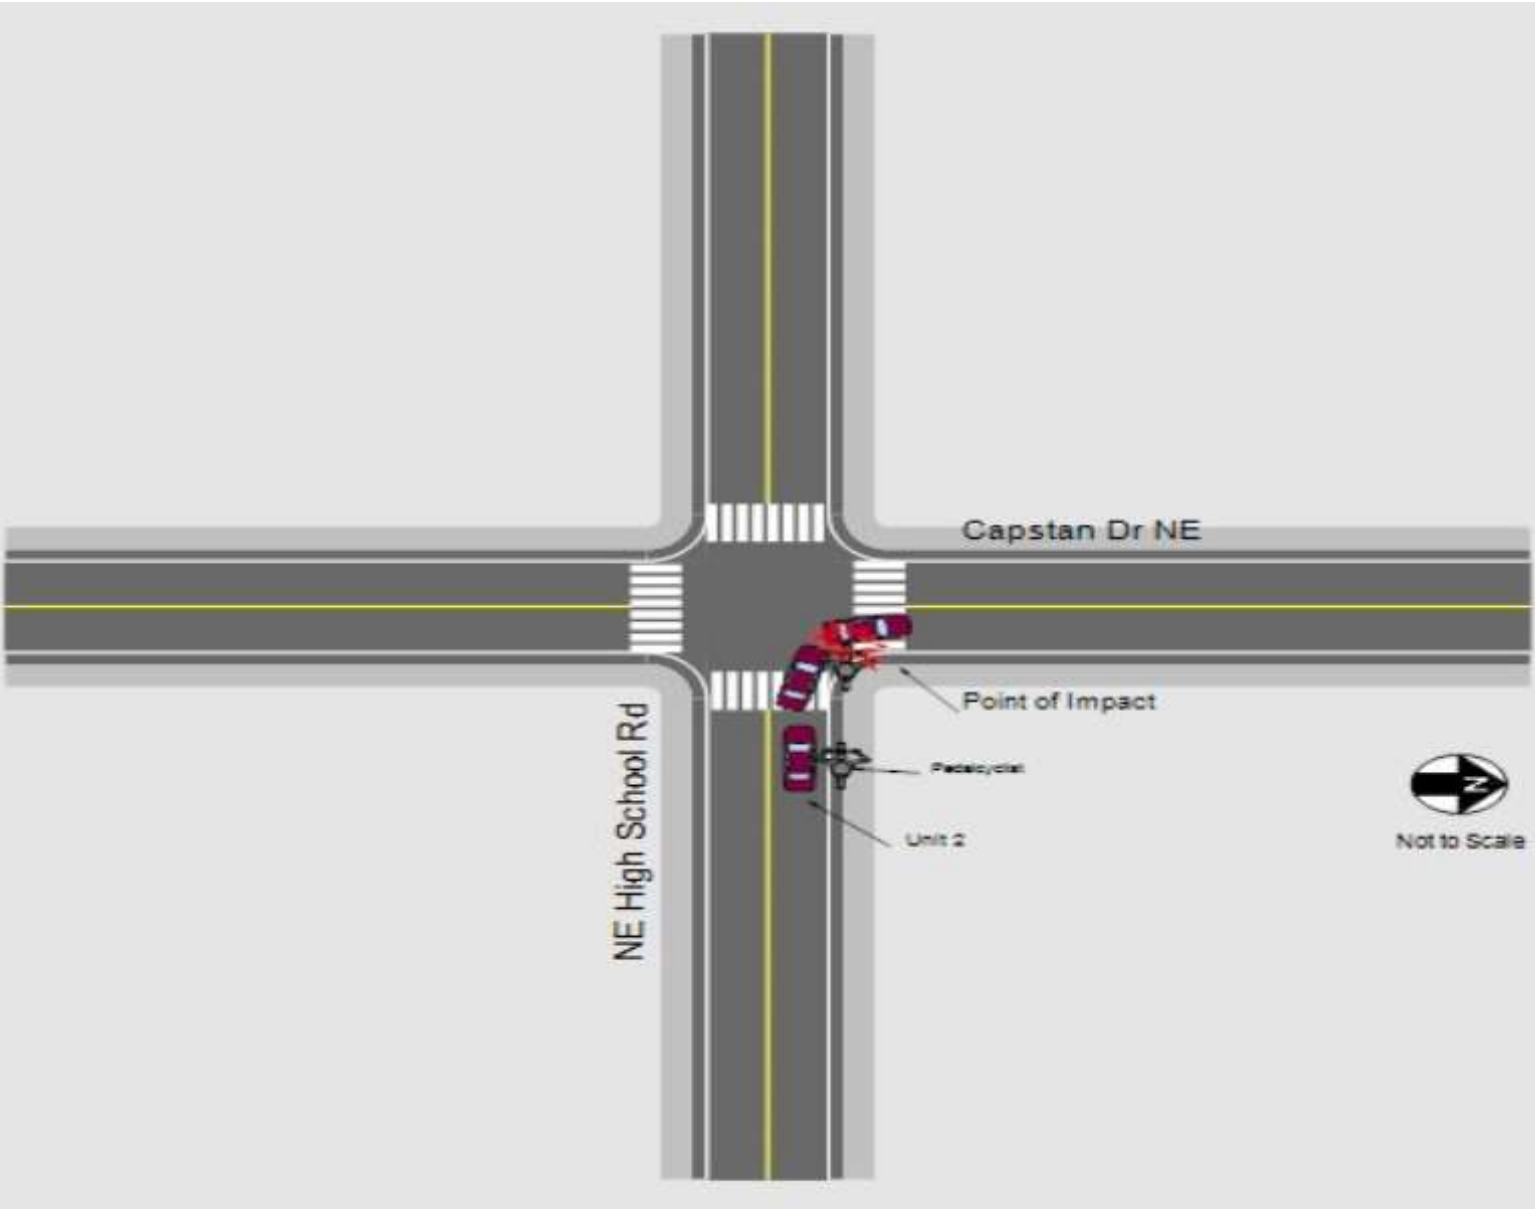 Capstan Dr NE
Point of Impact
NE High School Rd
Pedalcyclist
Unit 2
N
Not to Scale